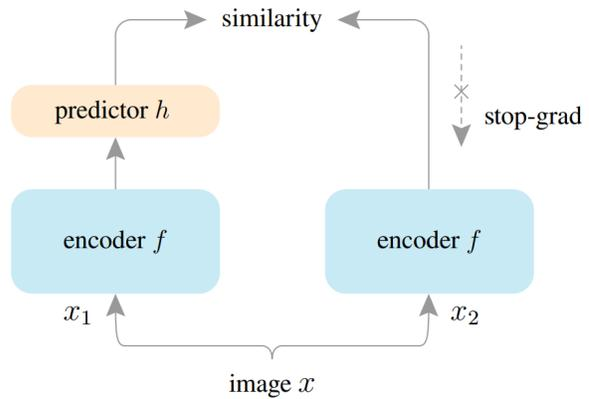 similarity
predictor h
stop-grad
encoder f
encoder f
x₁
x₂
image x